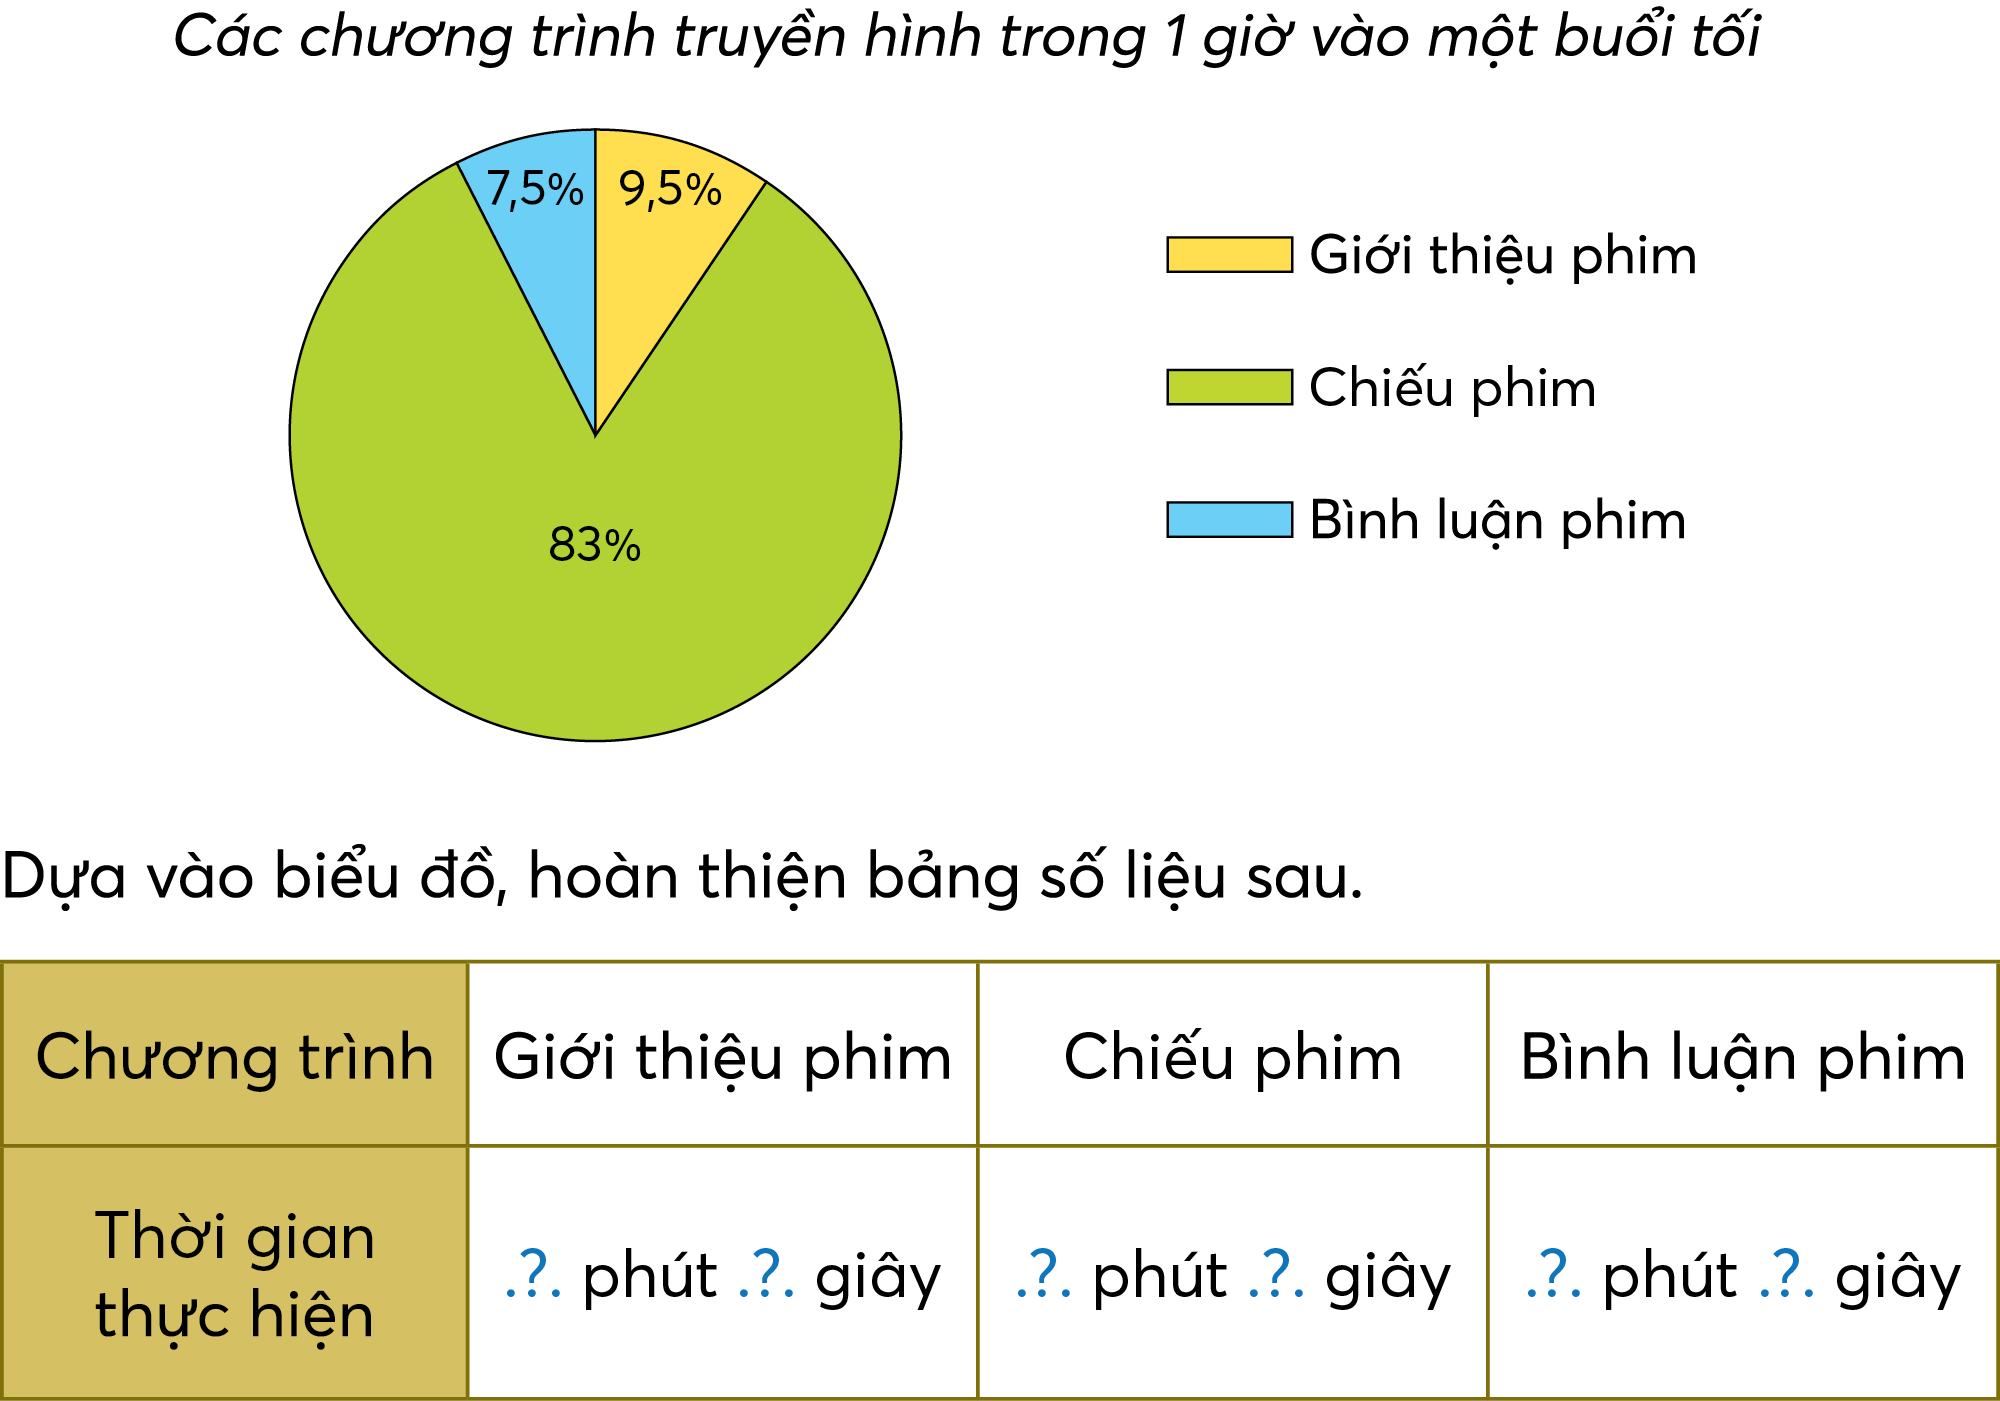 Các chương trình truyền hình trong 1 giờ vào một buổi tối
7,5% 9,5%
83%
Giới thiệu phim
Chiếu phim
Bình luận phim
Dựa vào biểu đồ, hoàn thiện bảng số liệu sau.
Chương trình Giới thiệu phim Chiếu phim Bình luận phim
Thời gian
thực hiện
.?. phút .?. giây .?. phút .?. giây .?. phút .?. giây